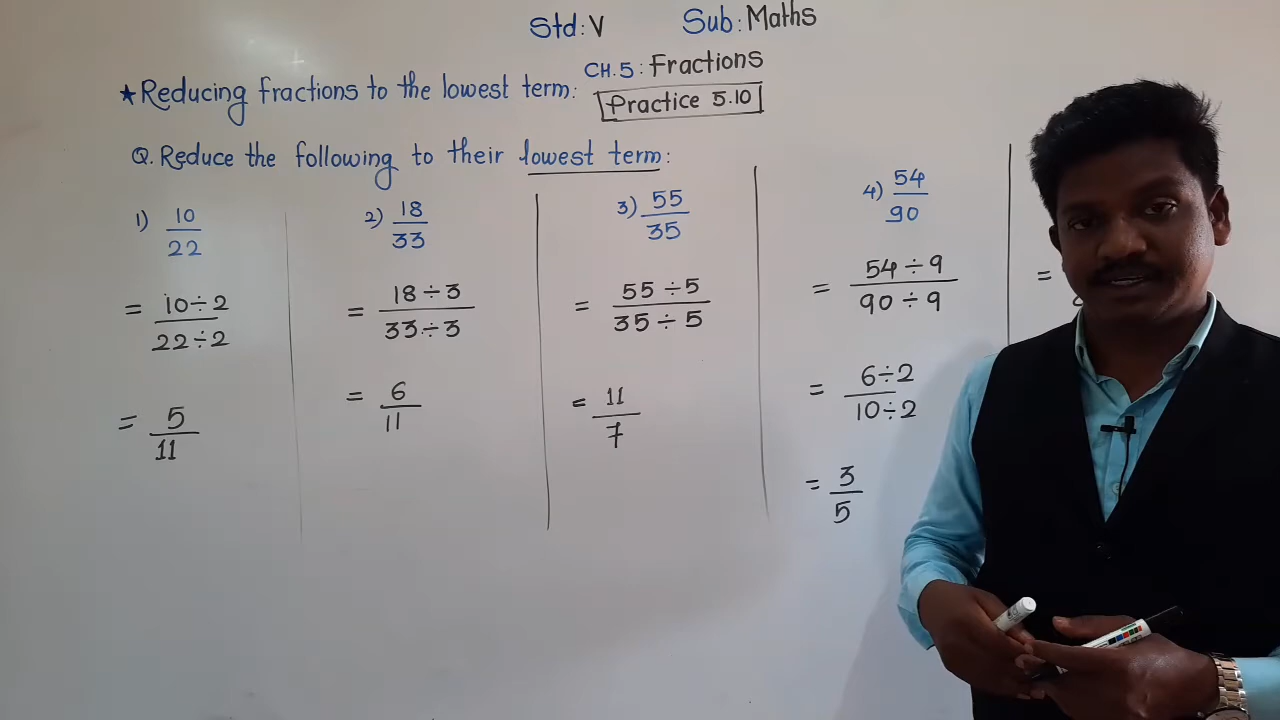 Std: V Sub: Maths
CH.5: Fractions
★ Reducing fractions to the lowest term:
Practice 5.10
Q. Reduce the following to their lowest term:
1) 10/22
= 10÷2/22÷2
= 5/11
2) 18/33
= 18÷3/33÷3
= 6/11
3) 55/35
= 55÷5/35÷5
= 11/7
4) 54/90
= 54÷9/90÷9
= 6÷2/10÷2
= 3/5
=